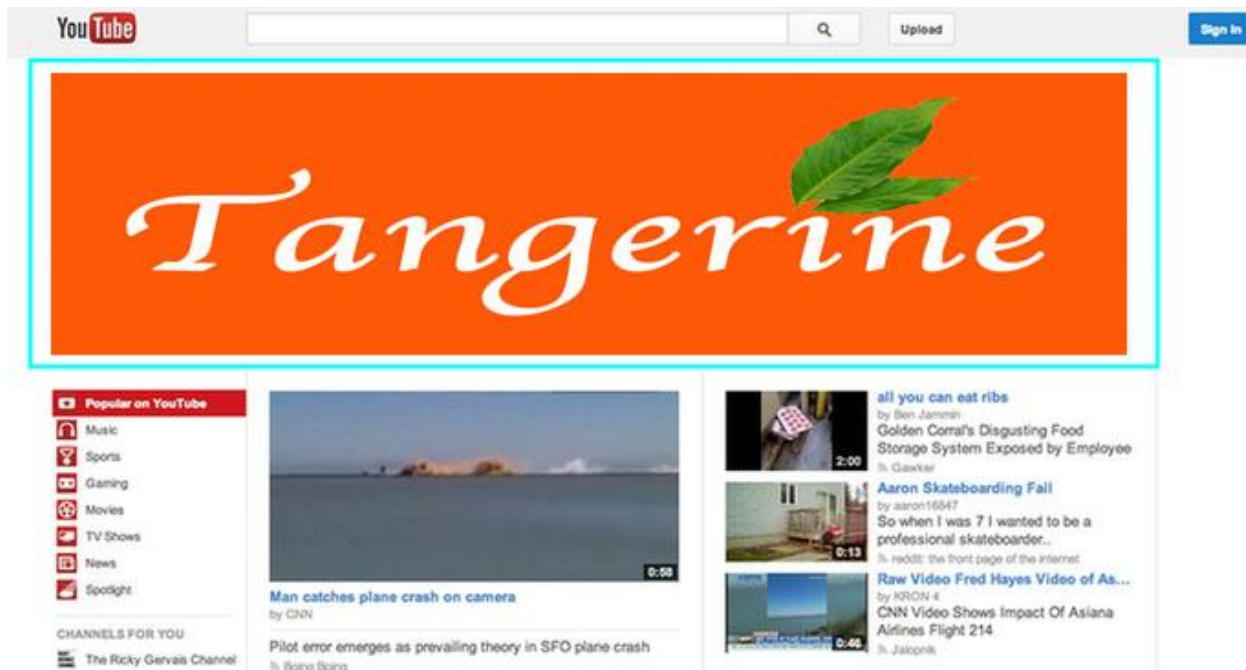 YouTube
Upload
Sign In
Tangerine
Popular on YouTube
Music
Sports
Gaming
Movies
TV Shows
News
Spotlight
CHANNELS FOR YOU
The Ricky Gervais Channel
0:58
Man catches plane crash on camera
by CNN
Pilot error emerges as prevailing theory in SFO plane crash
Boing Boing
2:00
all you can eat ribs
by Ben Jammin
Golden Corral's Disgusting Food
Storage System Exposed by Employee
Gawker
0:13
Aaron Skateboarding Fail
by aaron16847
So when I was 7 I wanted to be a
professional skateboarder..
reddit: the front page of the internet
0:46
Raw Video Fred Hayes Video of As...
by KRON 4
CNN Video Shows Impact Of Asiana
Airlines Flight 214
Jalopnik